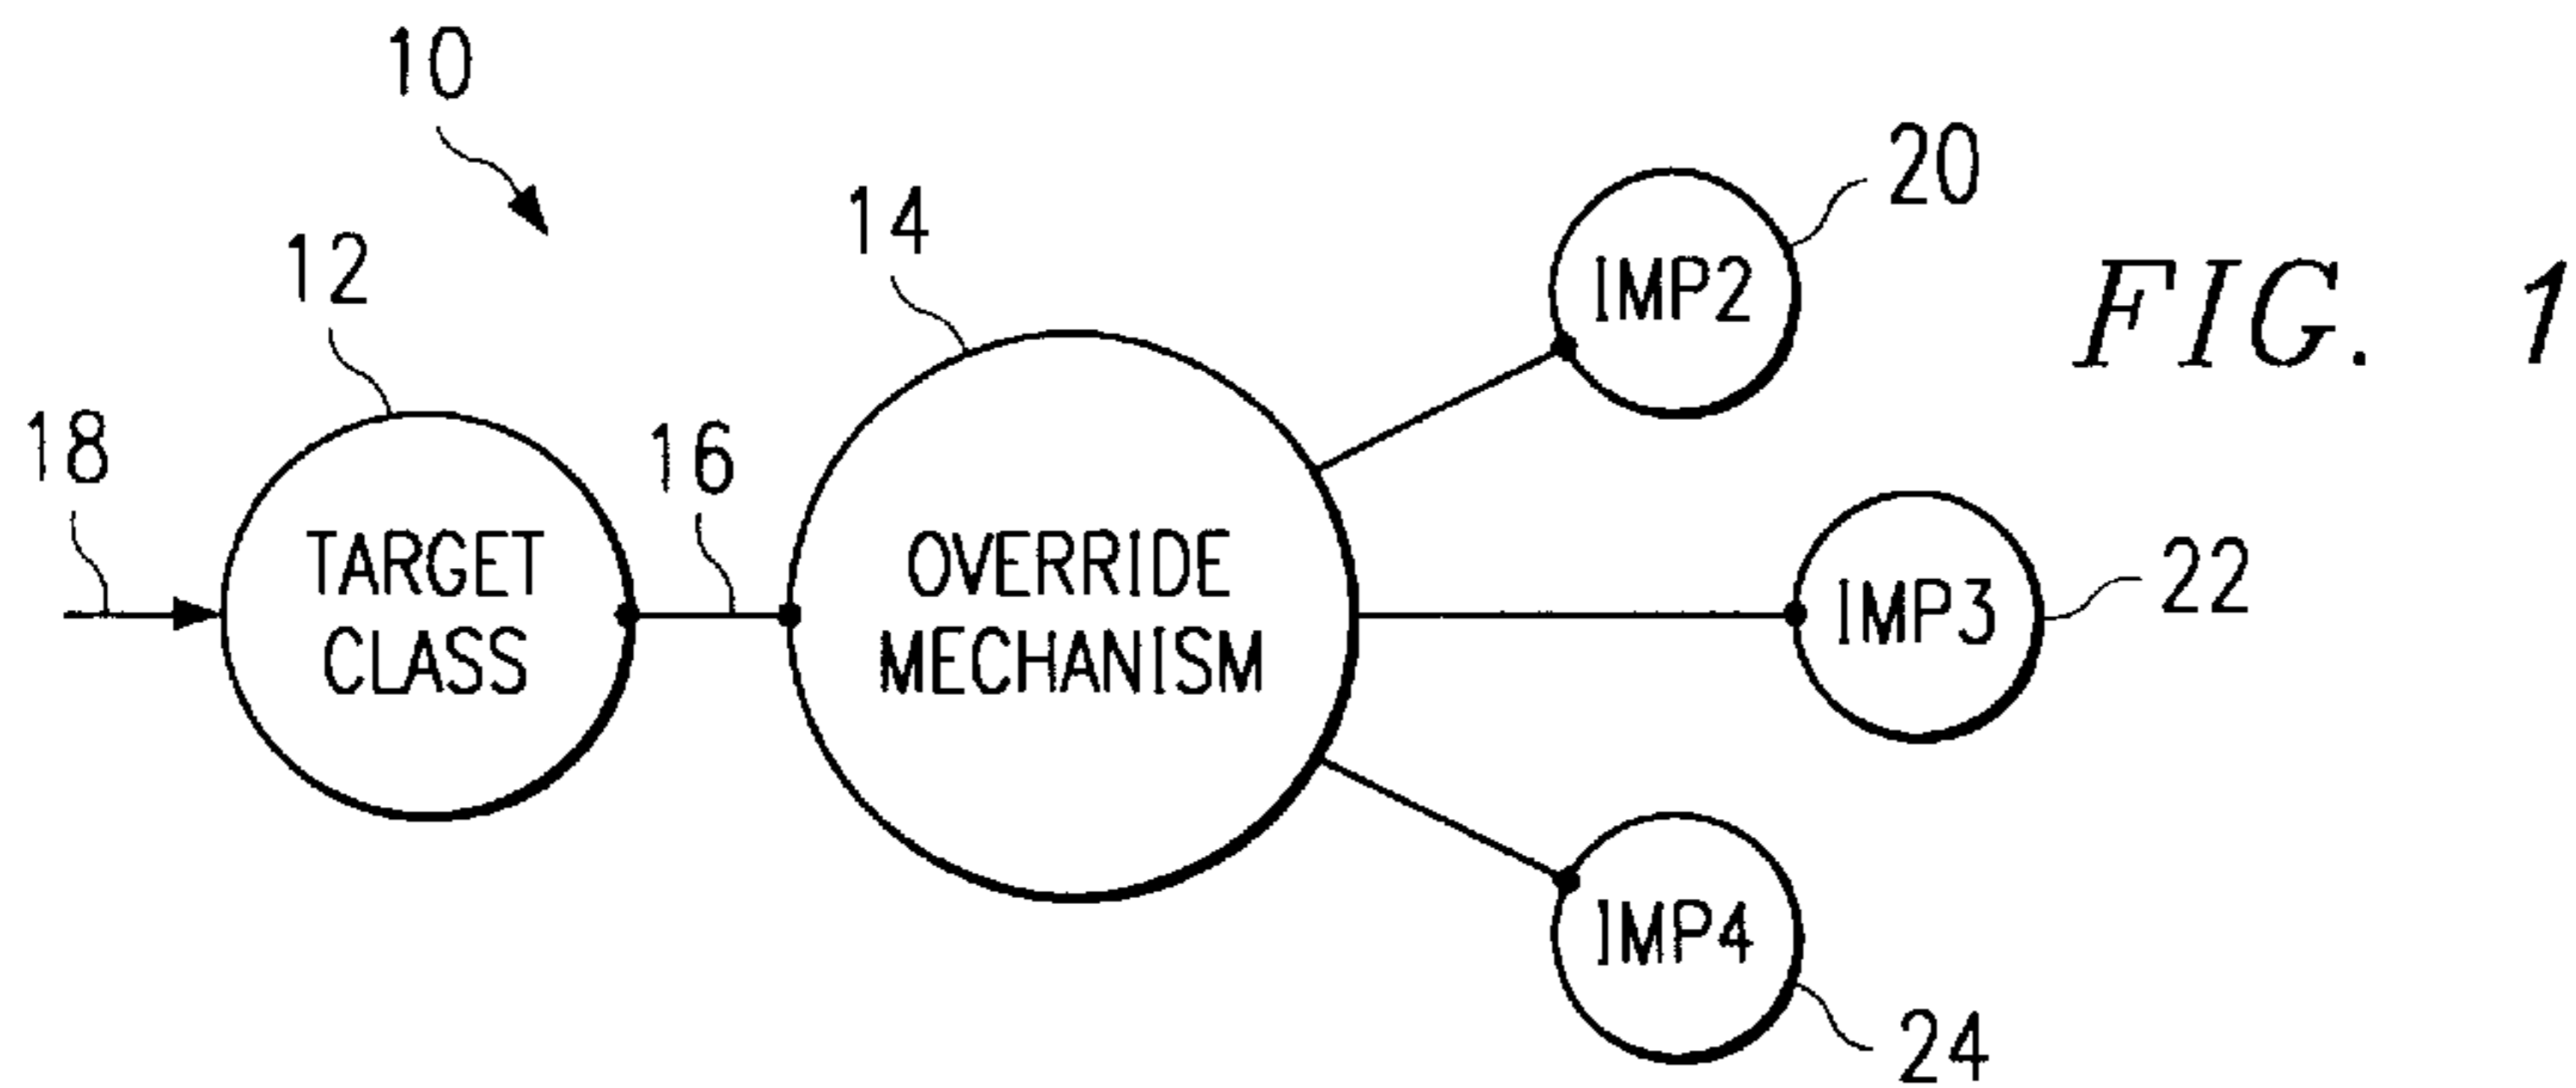 10
12
14
16
18
TARGET
CLASS
OVERRIDE
MECHANISM
IMP2
20
IMP3
22
IMP4
24
FIG. 1